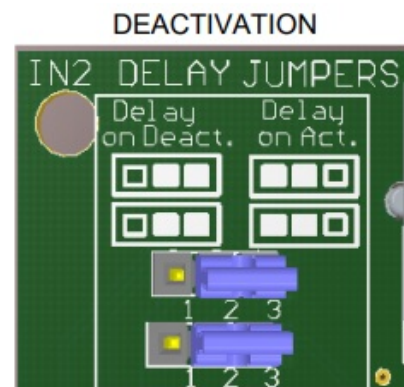 DEACTIVATION
IN2 DELAY JUMPERS
Delay on Deact.
Delay on Act.
1 2 3
1 2 3